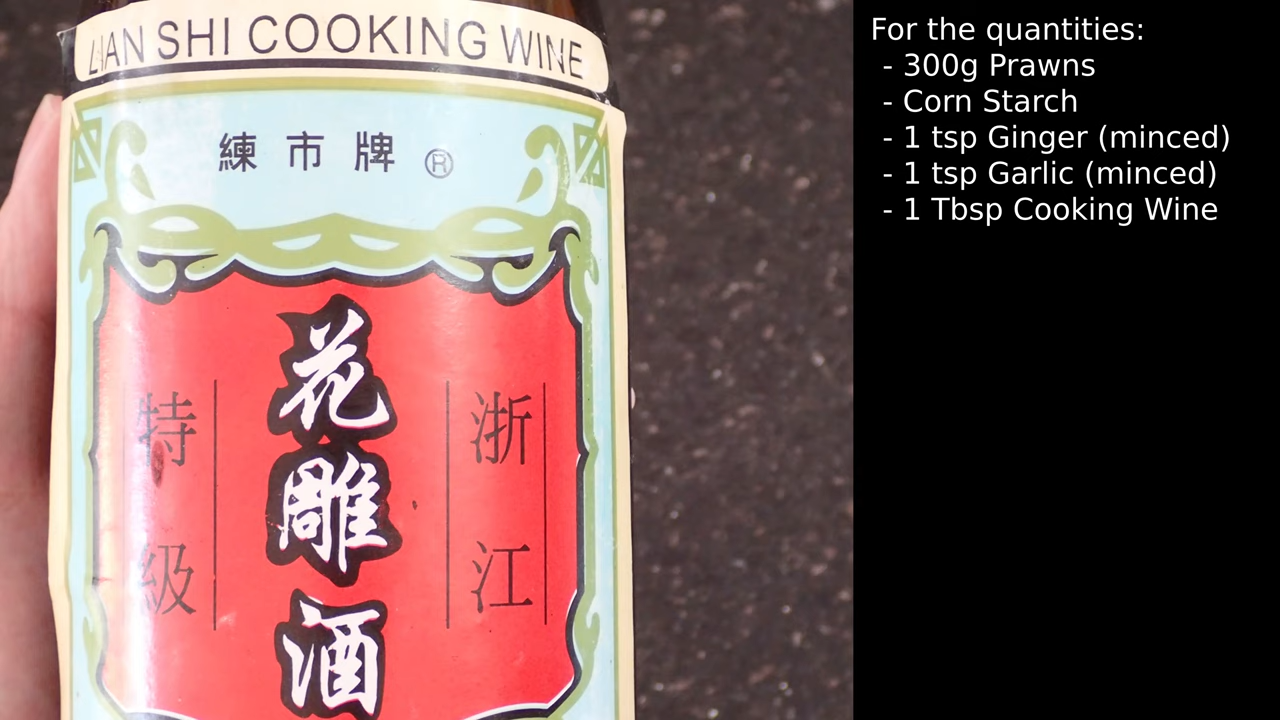 LIAN SHI COOKING WINE
練市牌®
浙江
花雕酒
特級
For the quantities:
- 300g Prawns
- Corn Starch
- 1 tsp Ginger (minced)
- 1 tsp Garlic (minced)
- 1 Tbsp Cooking Wine